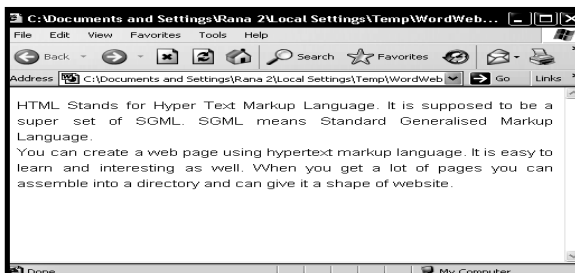 C:\Documents and Settings\Rana 2\Local Settings\Temp\WordWeb...
File Edit View Favorites Tools Help
Back Search Favorites
Address C:\Documents and Settings\Rana 2\Local Settings\Temp\WordWeb Go Links
HTML Stands for Hyper Text Markup Language. It is supposed to be a
super set of SGML. SGML means Standard Generalised Markup
Language.
You can create a web page using hypertext markup language. It is easy to
learn and interesting as well. When you get a lot of pages you can
assemble into a directory and can give it a shape of website.
Done My Computer